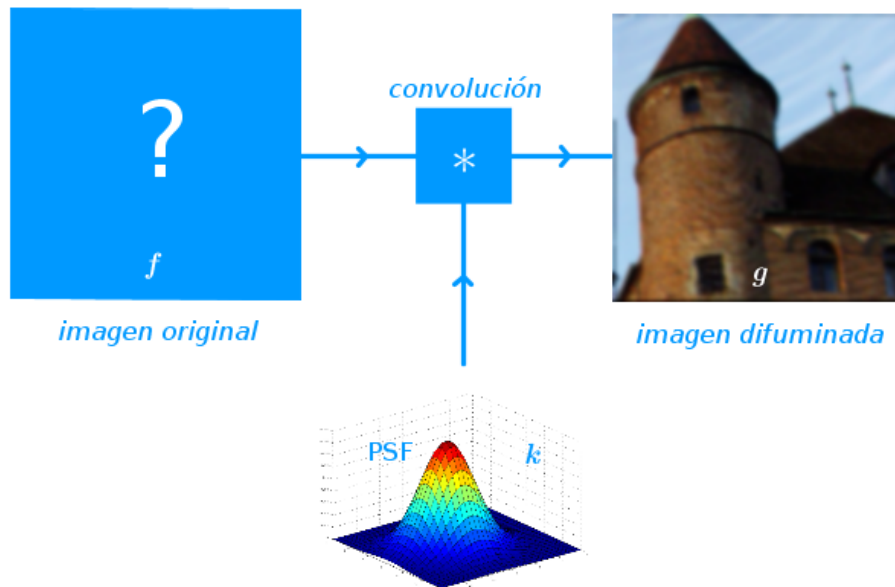 convolución
?
*
f
g
imagen original
imagen difuminada
PSF
k